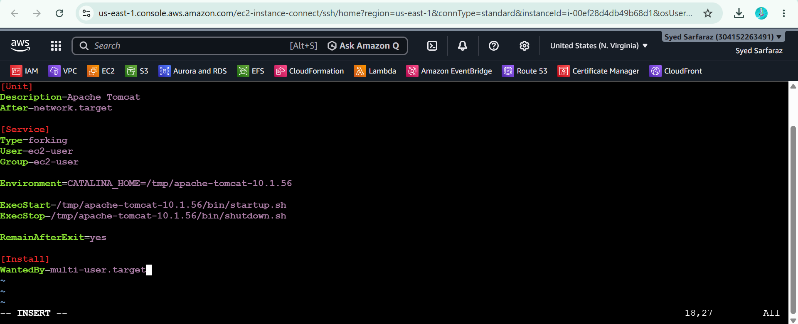 us-east-1.console.aws.amazon.com/ec2-instance-connect/ssh/home?region=us-east-1&connType=standard&instanceId=i-00ef28d4db49b68d1&osUser...
aws Search [Alt+S] Ask Amazon Q United States (N. Virginia) Syed Sarfaraz (304152263491)
Syed Sarfaraz
IAM VPC EC2 S3 Aurora and RDS EFS CloudFormation Lambda Amazon EventBridge Route 53 Certificate Manager CloudFront
[Unit]
Description=Apache Tomcat
After=network.target
[Service]
Type=forking
User=ec2-user
Group=ec2-user
Environment=CATALINA_HOME=/tmp/apache-tomcat-10.1.56
ExecStart=/tmp/apache-tomcat-10.1.56/bin/startup.sh
ExecStop=/tmp/apache-tomcat-10.1.56/bin/shutdown.sh
RemainAfterExit=yes
[Install]
WantedBy=multi-user.target
~
~
~
-- INSERT -- 18,27 All